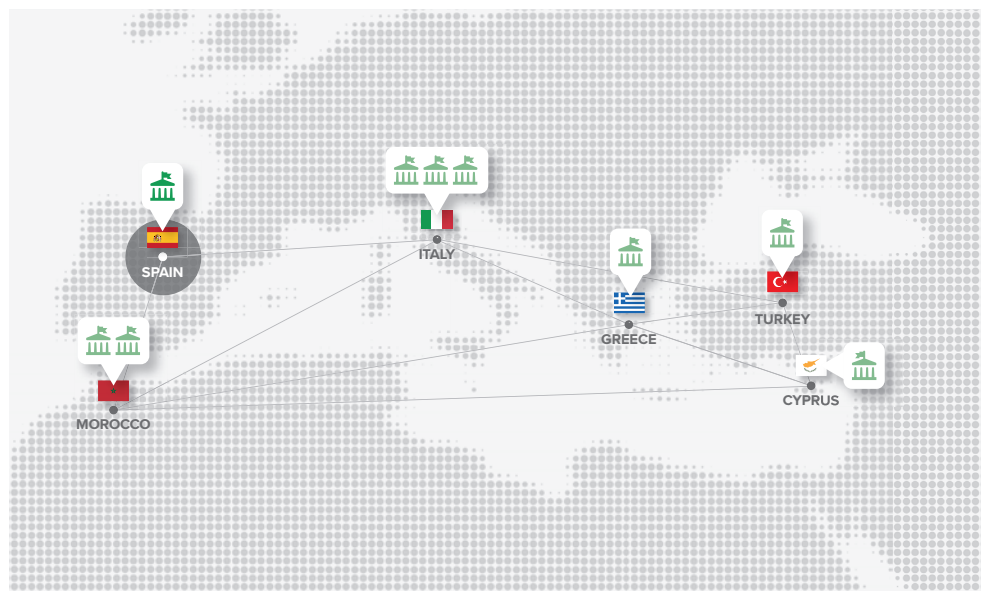 ITALY
SPAIN
TURKEY
GREECE
CYPRUS
MOROCCO